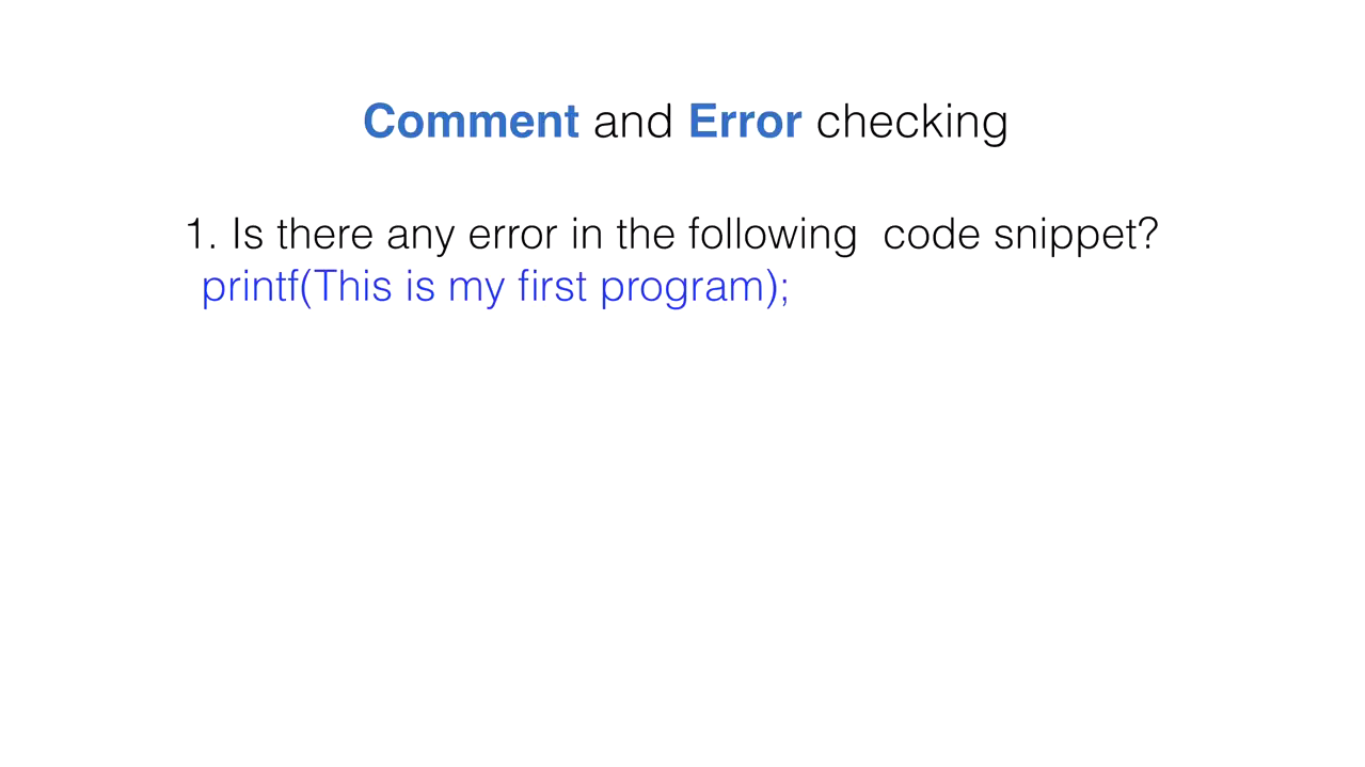 Comment and Error checking
1. Is there any error in the following  code snippet?
printf(This is my first program);